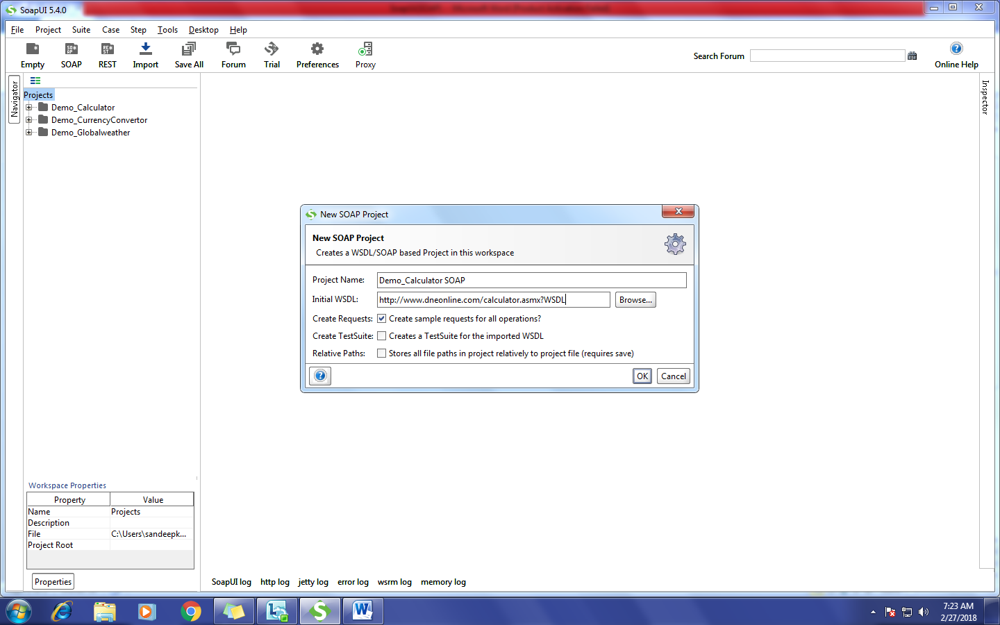 SoapUI 5.4.0
File Project Suite Case Step Tools Desktop Help
Empty SOAP REST Import Save All Forum Trial Preferences Proxy Search Forum Online Help
Navigator
Inspector
Projects
Demo_Calculator
Demo_CurrencyConvertor
Demo_Globalweather
New SOAP Project
New SOAP Project
Creates a WSDL/SOAP based Project in this workspace
Project Name: Demo_Calculator SOAP
Initial WSDL: http://www.dneonline.com/calculator.asmx?WSDL Browse...
Create Requests: Create sample requests for all operations?
Create TestSuite: Creates a TestSuite for the imported WSDL
Relative Paths: Stores all file paths in project relatively to project file (requires save)
OK Cancel
Workspace Properties
Property Value
Name Projects
Description
File C:\Users\sandeepk...
Project Root
Properties
SoapUI log http log jetty log error log wsrm log memory log
7:23 AM
2/27/2018